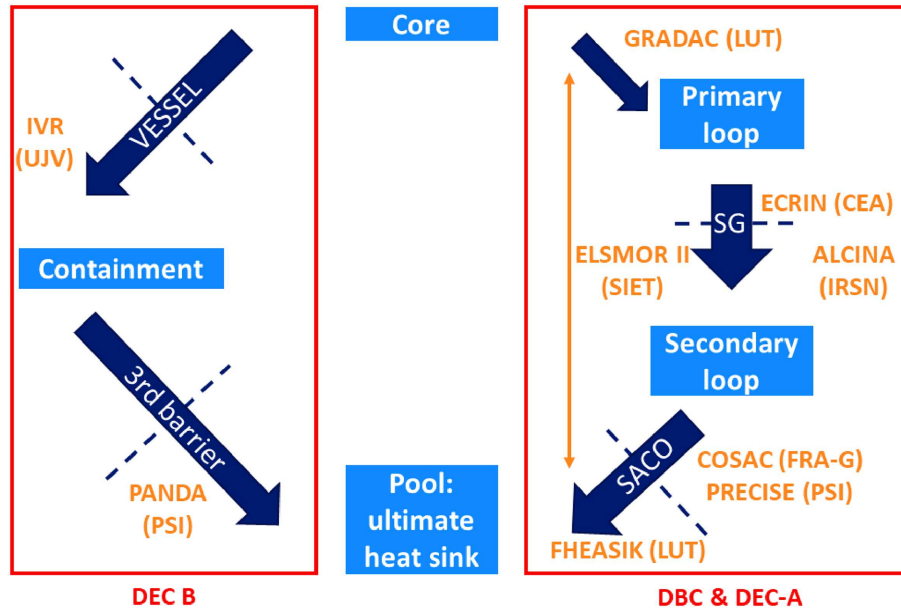 Core
VESSEL
IVR
(UJV)
Containment
3rd barrier
PANDA
(PSI)
Pool:
ultimate
heat sink
DEC B
GRADAC (LUT)
Primary
loop
ECRIN (CEA)
SG
ELSMOR II
(SIET)
ALCINA
(IRSN)
Secondary
loop
SACO
COSAC (FRA-G)
PRECISE (PSI)
FHEASIK (LUT)
DBC & DEC-A